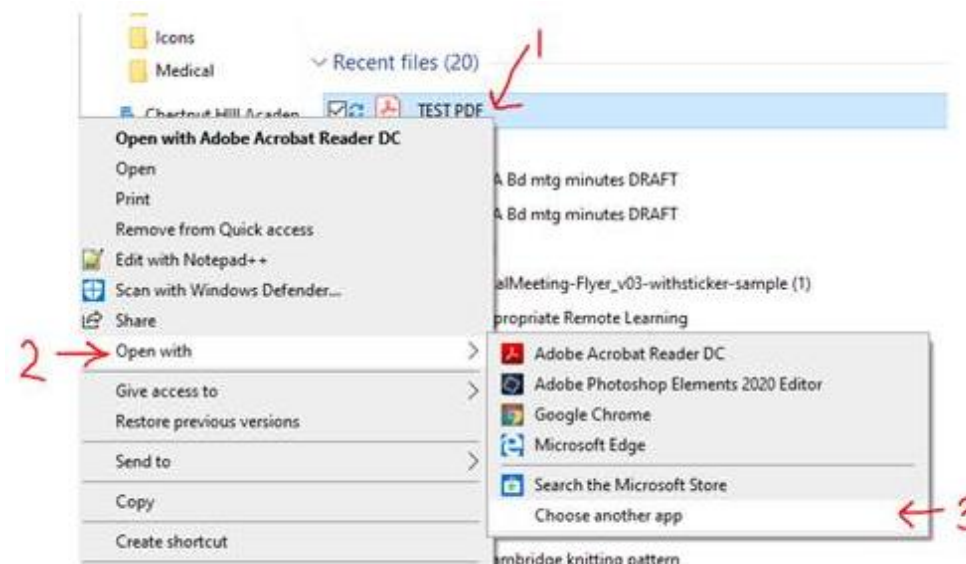 Icons
Medical
Recent files (20)
1
Chestnut Hill Academ
TEST PDF
Open with Adobe Acrobat Reader DC
Open
Print
Remove from Quick access
Edit with Notepad++
Scan with Windows Defender...
Share
2 Open with
Give access to
Restore previous versions
Send to
Copy
Create shortcut
A Bd mtg minutes DRAFT
A Bd mtg minutes DRAFT
alMeeting-Flyer_v03-withsticker-sample (1)
propriate Remote Learning
Adobe Acrobat Reader DC
Adobe Photoshop Elements 2020 Editor
Google Chrome
Microsoft Edge
Search the Microsoft Store
Choose another app 3
mbridge knitting pattern